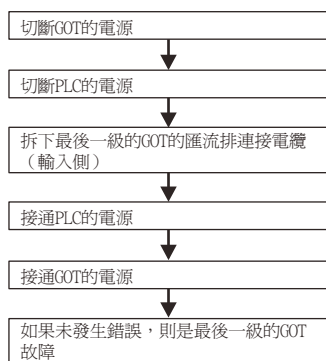 切斷GOT的電源
切斷PLC的電源
拆下最後一級的GOT的匯流排連接電纜
（輸入側）
接通PLC的電源
接通GOT的電源
如果未發生錯誤，則是最後一級的GOT
故障